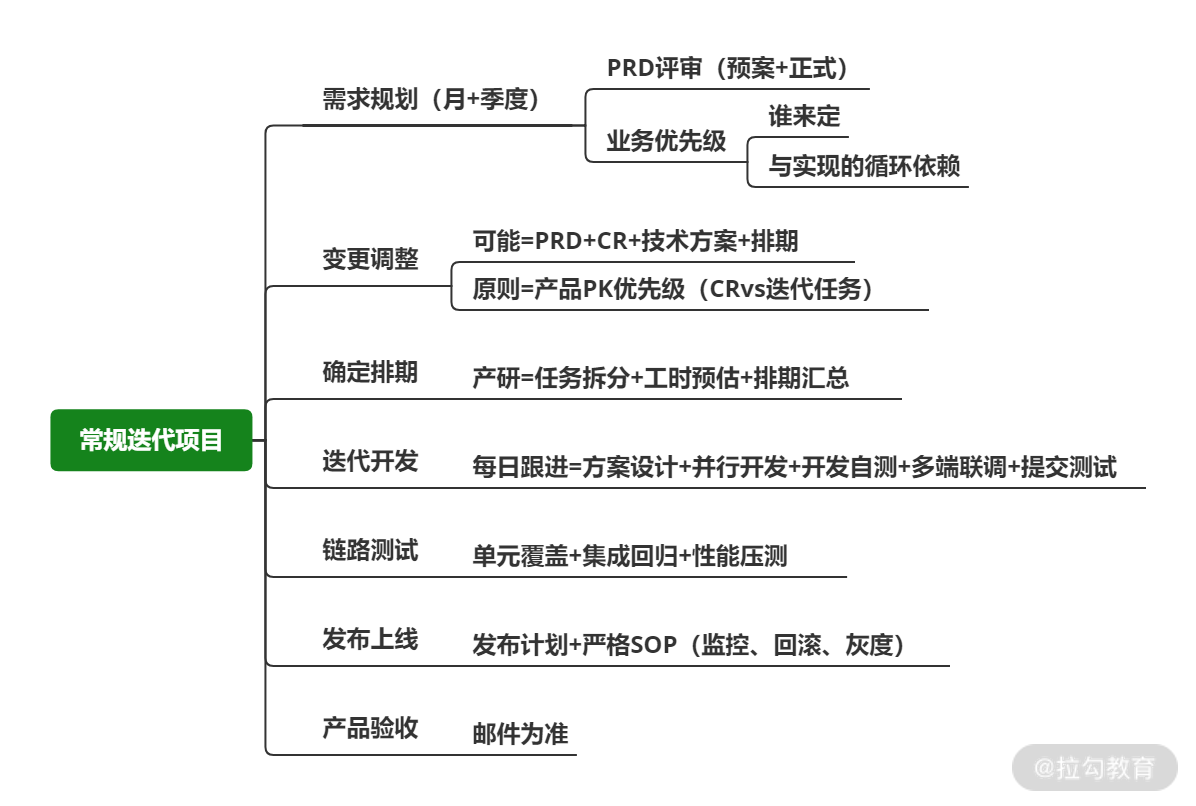 PRD评审（预案+正式）
需求规划（月+季度）
谁来定
业务优先级
与实现的循环依赖
可能=PRD+CR+技术方案+排期
变更调整
原则=产品PK优先级（CRvs迭代任务）
确定排期
产研=任务拆分+工时预估+排期汇总
常规迭代项目
迭代开发
每日跟进=方案设计+并行开发+开发自测+多端联调+提交测试
链路测试
单元覆盖+集成回归+性能压测
发布上线
发布计划+严格SOP（监控、回滚、灰度）
产品验收
邮件为准
@拉勾教育